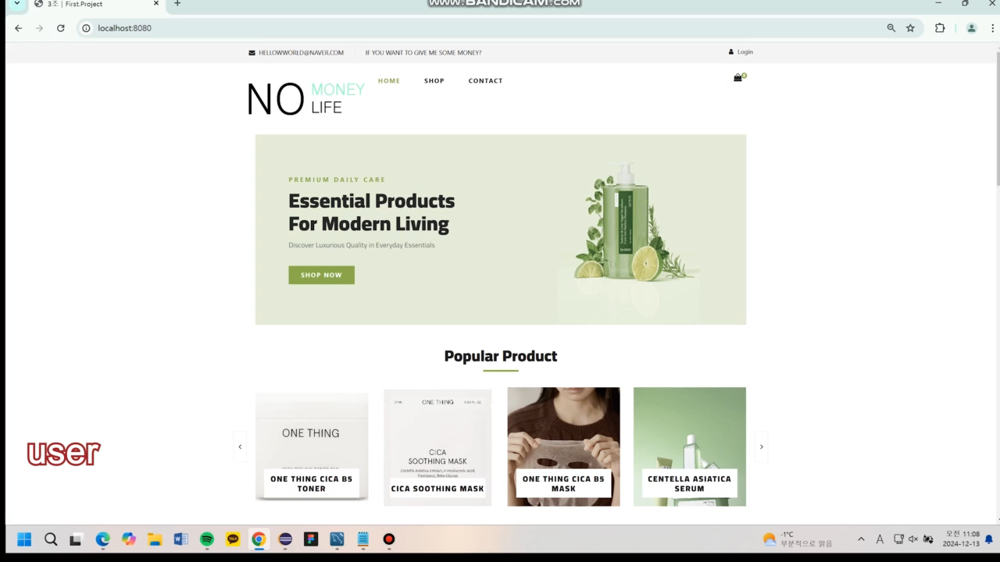 www.BANDICAM.com
3조 | First.Project
localhost:8080
HELLOWWORLD@NAVER.COM
IF YOU WANT TO GIVE ME SOME MONEY?
Login
NO MONEY LIFE
HOME
SHOP
CONTACT
0
PREMIUM DAILY CARE
Essential Products
For Modern Living
Discover Luxurious Quality in Everyday Essentials
SHOP NOW
Popular Product
ONE THING
ONE THING CICA B5
TONER
ONE THING
CICA
SOOTHING MASK
CICA SOOTHING MASK
ONE THING CICA B5
MASK
CENTELLA ASIATICA
SERUM
user
-1°C
부분적으로 맑음
A
오전 11:08
2024-12-13